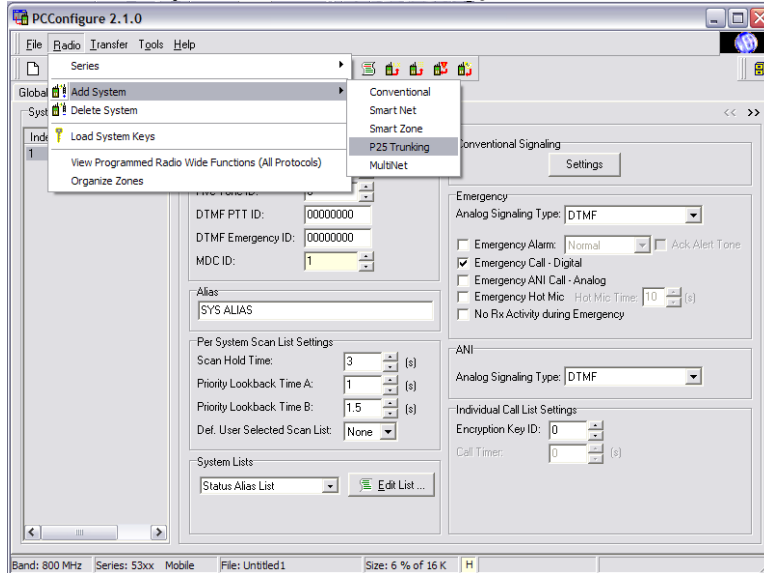 PCConfigure 2.1.0
File Radio Transfer Tools Help
Series
Add System
Delete System
Load System Keys
View Programmed Radio Wide Functions (All Protocols)
Organize Zones
Conventional
Smart Net
Smart Zone
P25 Trunking
MultiNet
Global
Syst
<< >>
Inde
1
DTMF PTT ID: 00000000
DTMF Emergency ID: 00000000
MDC ID: 1
Alias
SYS ALIAS
Per System Scan List Settings
Scan Hold Time: 3 (s)
Priority Lookback Time A: 1 (s)
Priority Lookback Time B: 1.5 (s)
Def. User Selected Scan List: None
System Lists
Status Alias List Edit List ...
Conventional Signaling
Settings
Emergency
Analog Signaling Type: DTMF
Emergency Alarm: Normal Ack Alert Tone
Emergency Call - Digital
Emergency ANI Call - Analog
Emergency Hot Mic Hot Mic Time: 10 (s)
No Rx Activity during Emergency
ANI
Analog Signaling Type: DTMF
Individual Call List Settings
Encryption Key ID: 0
Call Timer: 0 (s)
Band: 800 MHz Series: 53xx Mobile File: Untitled1 Size: 6 % of 16 K H